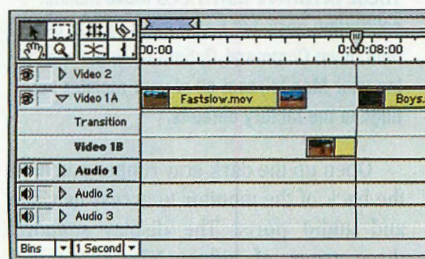 00:00
0:00:08:00
Video 2
Video 1A
Fastslow.mov
Boys.
Transition
Video 1B
Audio 1
Audio 2
Audio 3
Bins
1 Second